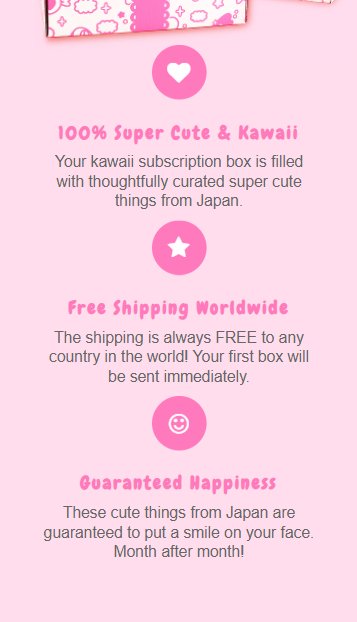 100% Super Cute & Kawaii
Your kawaii subscription box is filled
with thoughtfully curated super cute
things from Japan.
Free Shipping Worldwide
The shipping is always FREE to any
country in the world! Your first box will
be sent immediately.
Guaranteed Happiness
These cute things from Japan are
guaranteed to put a smile on your face.
Month after month!